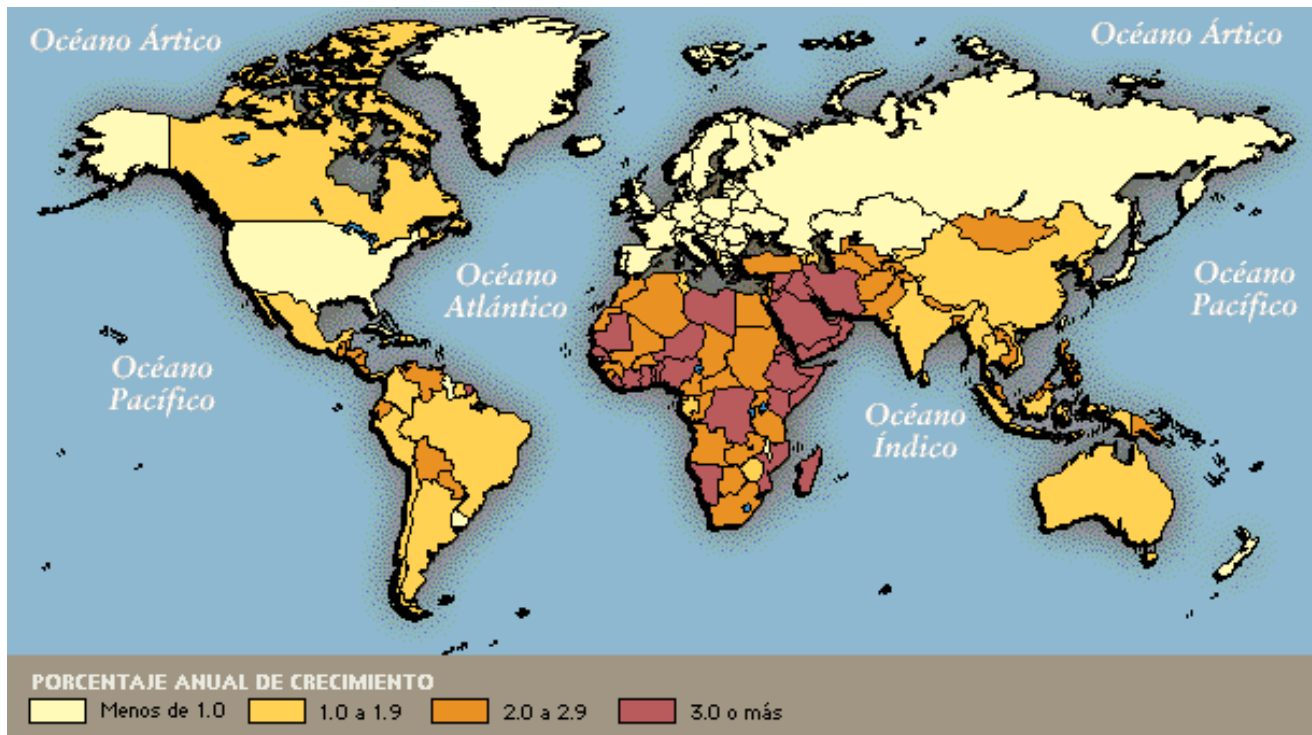 Océano Ártico
Océano Ártico
Océano
Atlántico
Océano
Pacífico
Océano
Pacífico
Océano
Índico
PORCENTAJE ANUAL DE CRECIMIENTO
Menos de 1.0
1.0 a 1.9
2.0 a 2.9
3.0 o más